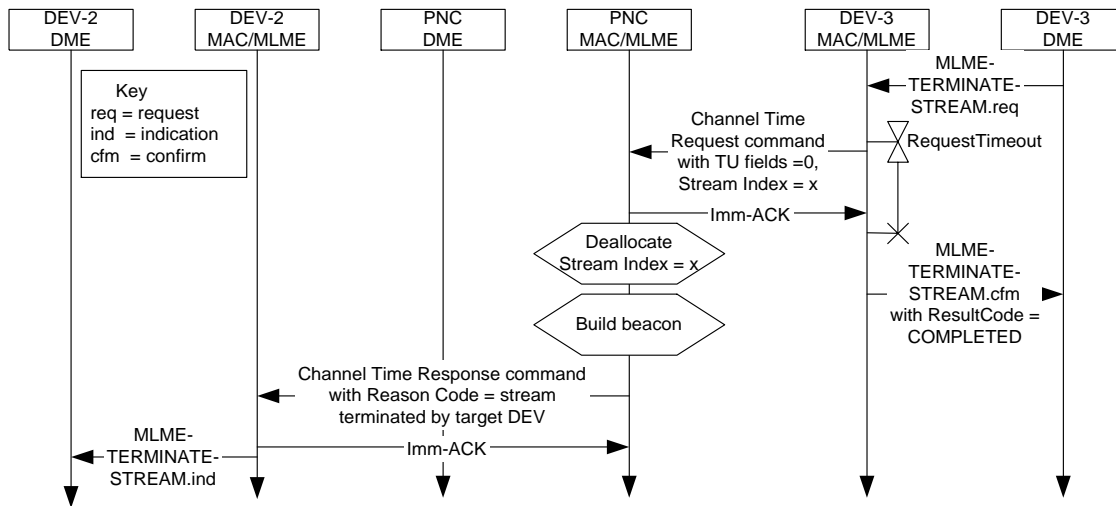 DEV-2
DME
DEV-2
MAC/MLME
PNC
DME
PNC
MAC/MLME
DEV-3
MAC/MLME
DEV-3
DME
Key
req = request
ind = indication
cfm = confirm
MLME-
TERMINATE-
STREAM.req
Channel Time
Request command
with TU fields =0,
Stream Index = x
RequestTimeout
Imm-ACK
Deallocate
Stream Index = x
MLME-
TERMINATE-
STREAM.cfm
with ResultCode =
COMPLETED
Build beacon
Channel Time Response command
with Reason Code = stream
terminated by target DEV
Imm-ACK
MLME-
TERMINATE-
STREAM.ind